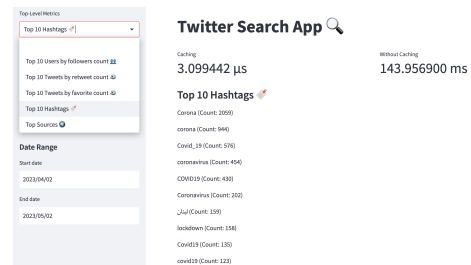 Top-Level Metrics
Top 10 Hashtags
Top 10 Users by followers count
Top 10 Tweets by retweet count
Top 10 Tweets by favorite count
Top 10 Hashtags
Top Sources
Date Range
Start date
2023/04/02
End date
2023/05/02
Twitter Search App
Caching
3.099442 μs
Without Caching
143.956900 ms
Top 10 Hashtags
Corona (Count: 2059)
corona (Count: 944)
Covid_19 (Count: 576)
coronavirus (Count: 454)
COVID19 (Count: 430)
Coronavirus (Count: 202)
لبنان (Count: 159)
lockdown (Count: 158)
Covid19 (Count: 135)
covid19 (Count: 123)